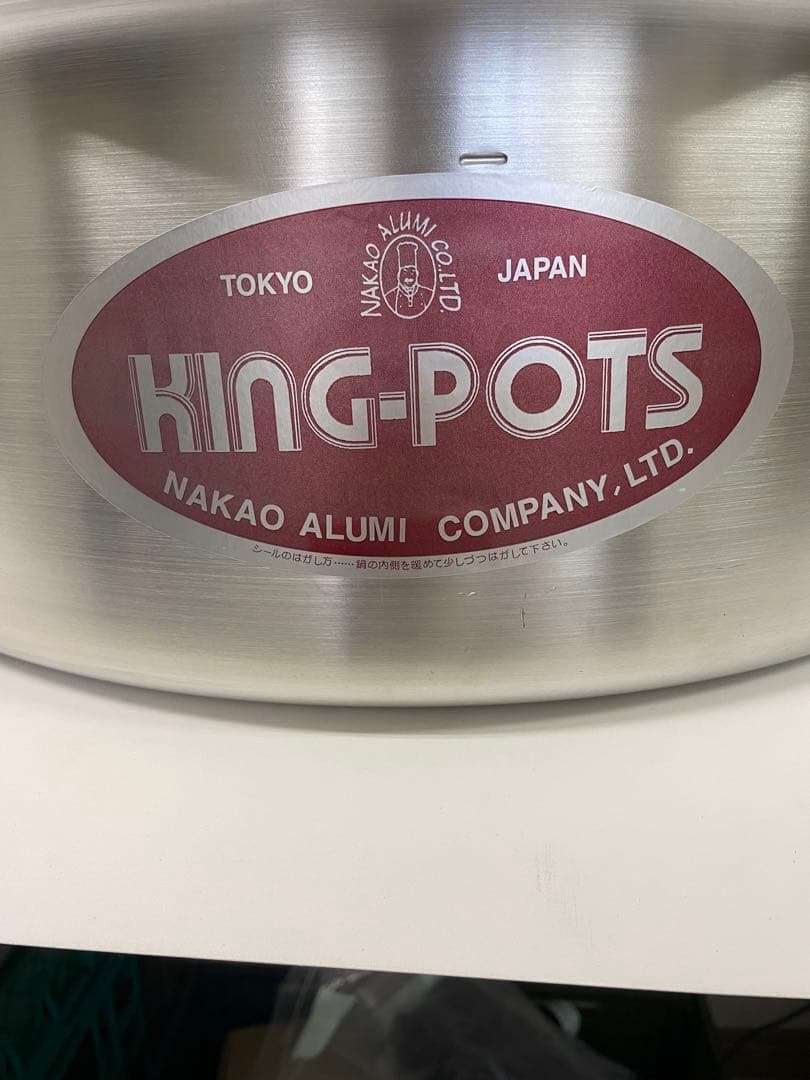 NAKAO ALUMI CO.LTD.
TOKYO JAPAN
KING-POTS
NAKAO ALUMI COMPANY, LTD.
シールのはがし方……鍋の内側を暖めて少しづつはがして下さい。